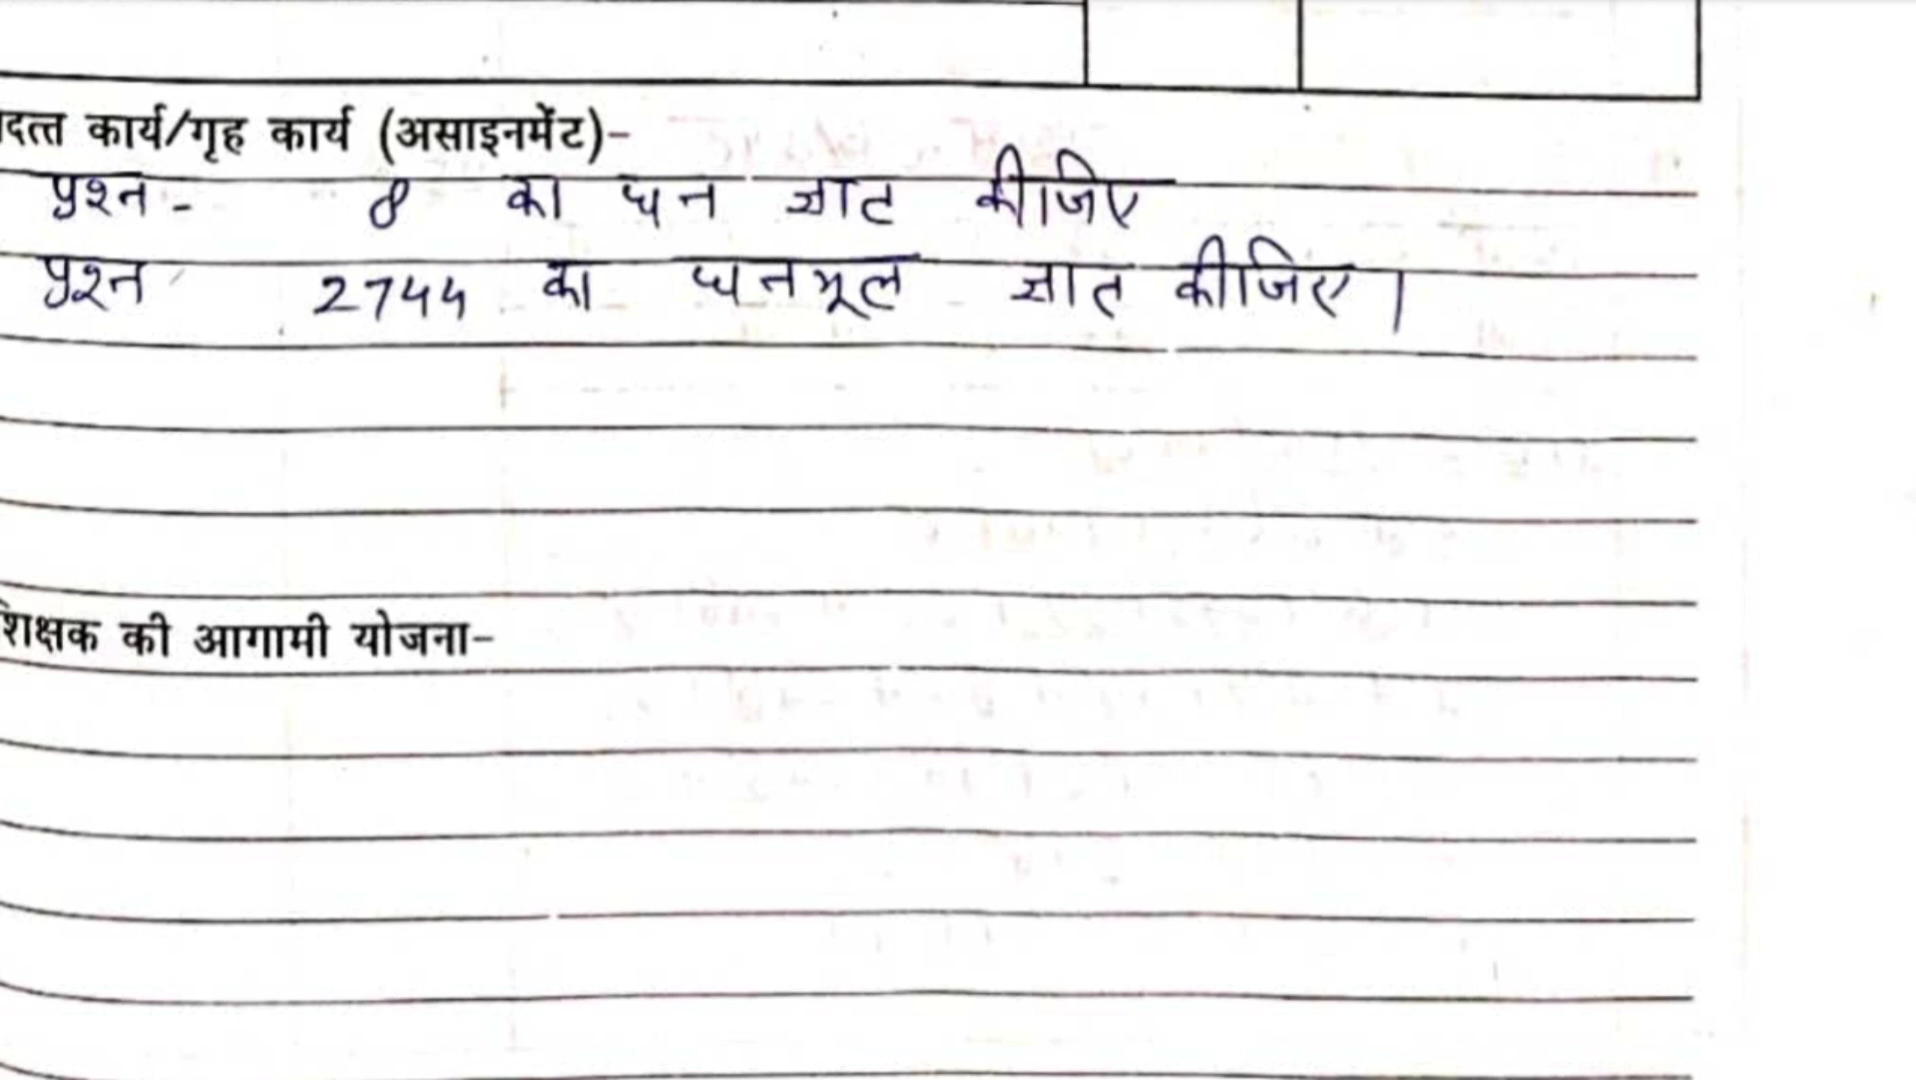 दत्त कार्य/गृह कार्य (असाइनमेंट)-
प्रश्न - 8 का घन ज्ञात कीजिए
प्रश्न 2744 का घनमूल ज्ञात कीजिए।
शिक्षक की आगामी योजना-